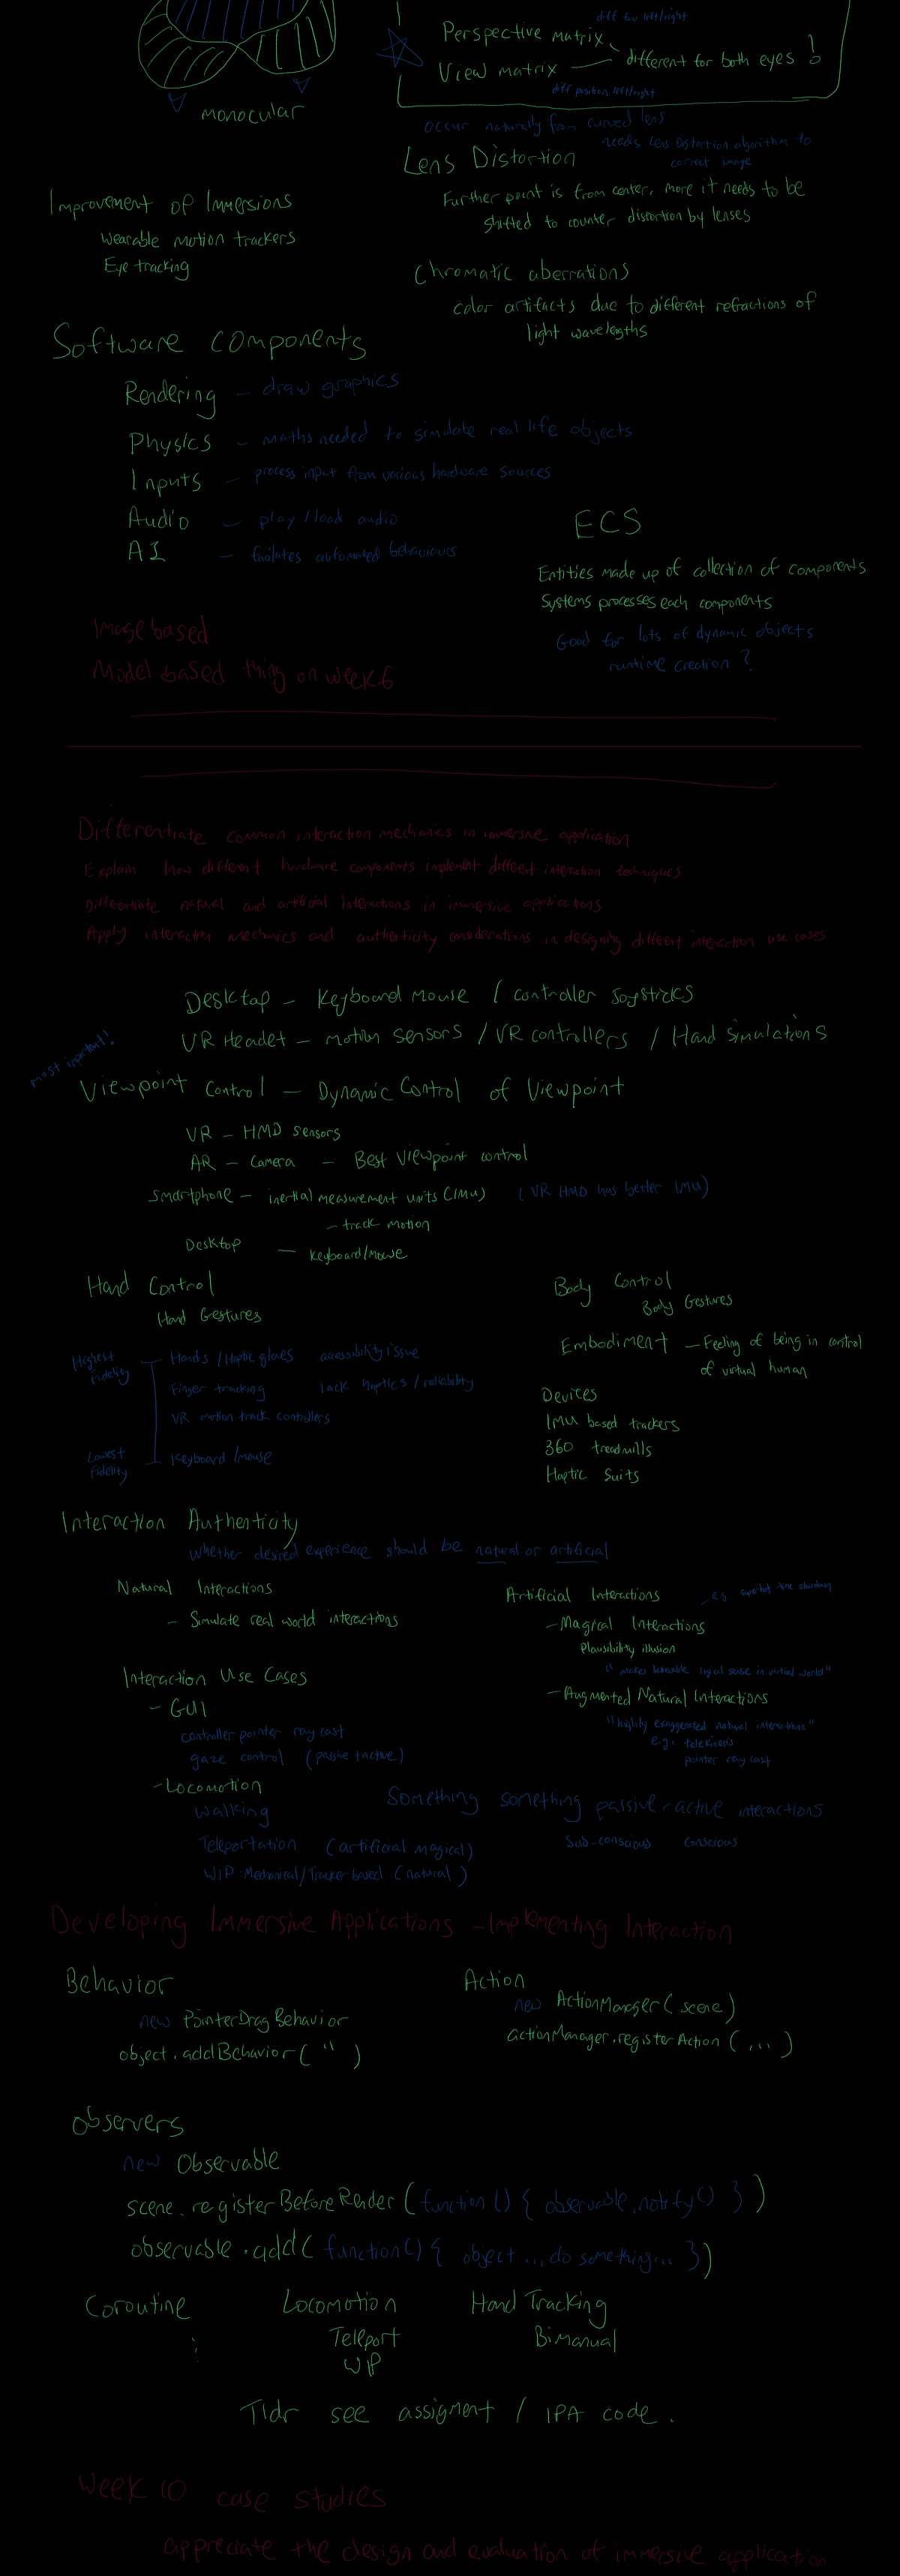 diff fov left/right
Perspective matrix
View matrix — different for both eyes !
diff position left/right
monocular
occur naturally from curved lens
Lens Distortion
needs lens distortion algorithm to
correct image
Further point is from center, more it needs to be
shifted to counter distortion by lenses
Improvement of Immersions
Wearable motion trackers
Eye tracking
Chromatic aberrations
color artifacts due to different refractions of
light wavelengths
Software components
Rendering – draw graphics
Physics – maths needed to simulate real life objects
Inputs – process input from various hardware sources
Audio – play / load audio
AI – failates automated behaviours
ECS
Entities made up of collection of components
Systems processes each components
Good for lots of dynamic objects
runtime creation ?
Image based
Model based thing on week 6
Differentiate common interaction mechanics in immersive application
Explain how different hardware components implement different interaction techniques
Differentiate natural and artificial interactions in immersive applications
Apply interaction mechanics and authenticity considerations in designing different interaction use cases
Desktop – Keyboard mouse / controller joysticks
VR Headet – motion sensors / VR controllers / Hand simulations
most important!
Viewpoint control – Dynamic Control of Viewpoint
VR – HMD sensors
AR – Camera – Best Viewpoint control
Smartphone – inertial measurement units (IMU) (VR HMD has better IMU)
– track motion
Desktop – keyboard/mouse
Hand Control
Hand Gestures
Highest Fidelity
Hands / Haptic gloves accessibility issue
Finger tracking lack haptics / reliability
VR motion track controllers
Lowest Fidelity
Keyboard / mouse
Body Control
Body Gestures
Embodiment – Feeling of being in control
of virtual human
Devices
IMU based trackers
360 treadmills
Haptic Suits
Interaction Authenticity
Whether desired experience should be natural or artificial
Natural Interactions
– Simulate real world interactions
Artificial Interactions
e.g. superhot time
– Magical Interactions
Plausibility illusion
"makes believable logical sense in virtual world"
– Augmented Natural Interactions
"highly exaggerated natural interactions"
e.g. telekinesis
pointer ray cast
Interaction Use Cases
– GUI
controller pointer ray cast
gaze control (passive
– Locomotion
Walking
Teleportation (artificial magical)
WIP Mechanical/Tracker based (natural)
Something something passive-active interactions
Sub-conscious conscious
Developing Immersive Applications – Implementing Interaction
Behavior
new PointerDragBehavior
object.addBehavior( " )
Action
new ActionManager(scene)
actionManager.registerAction(...)
Observers
new Observable
scene.registerBeforeRender(function() { observable.notify() })
observable.add( function() { object ... do something... })
Coroutine
:
Locomotion
Teleport
WIP
Hand Tracking
Bimanual
Tldr see assigment / IPA code.
Week 10 case studies
appreciate the design and evaluation of immersive application